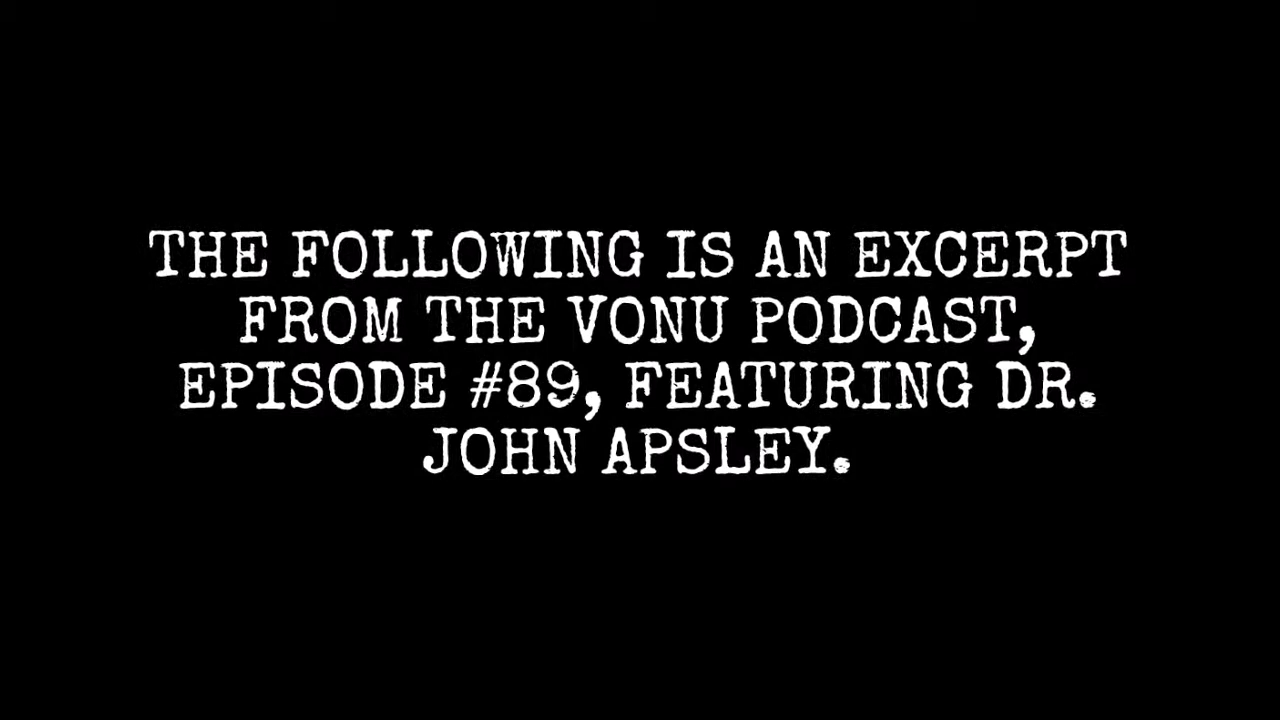 THE FOLLOWING IS AN EXCERPT
FROM THE VONU PODCAST,
EPISODE #89, FEATURING DR.
JOHN APSLEY.